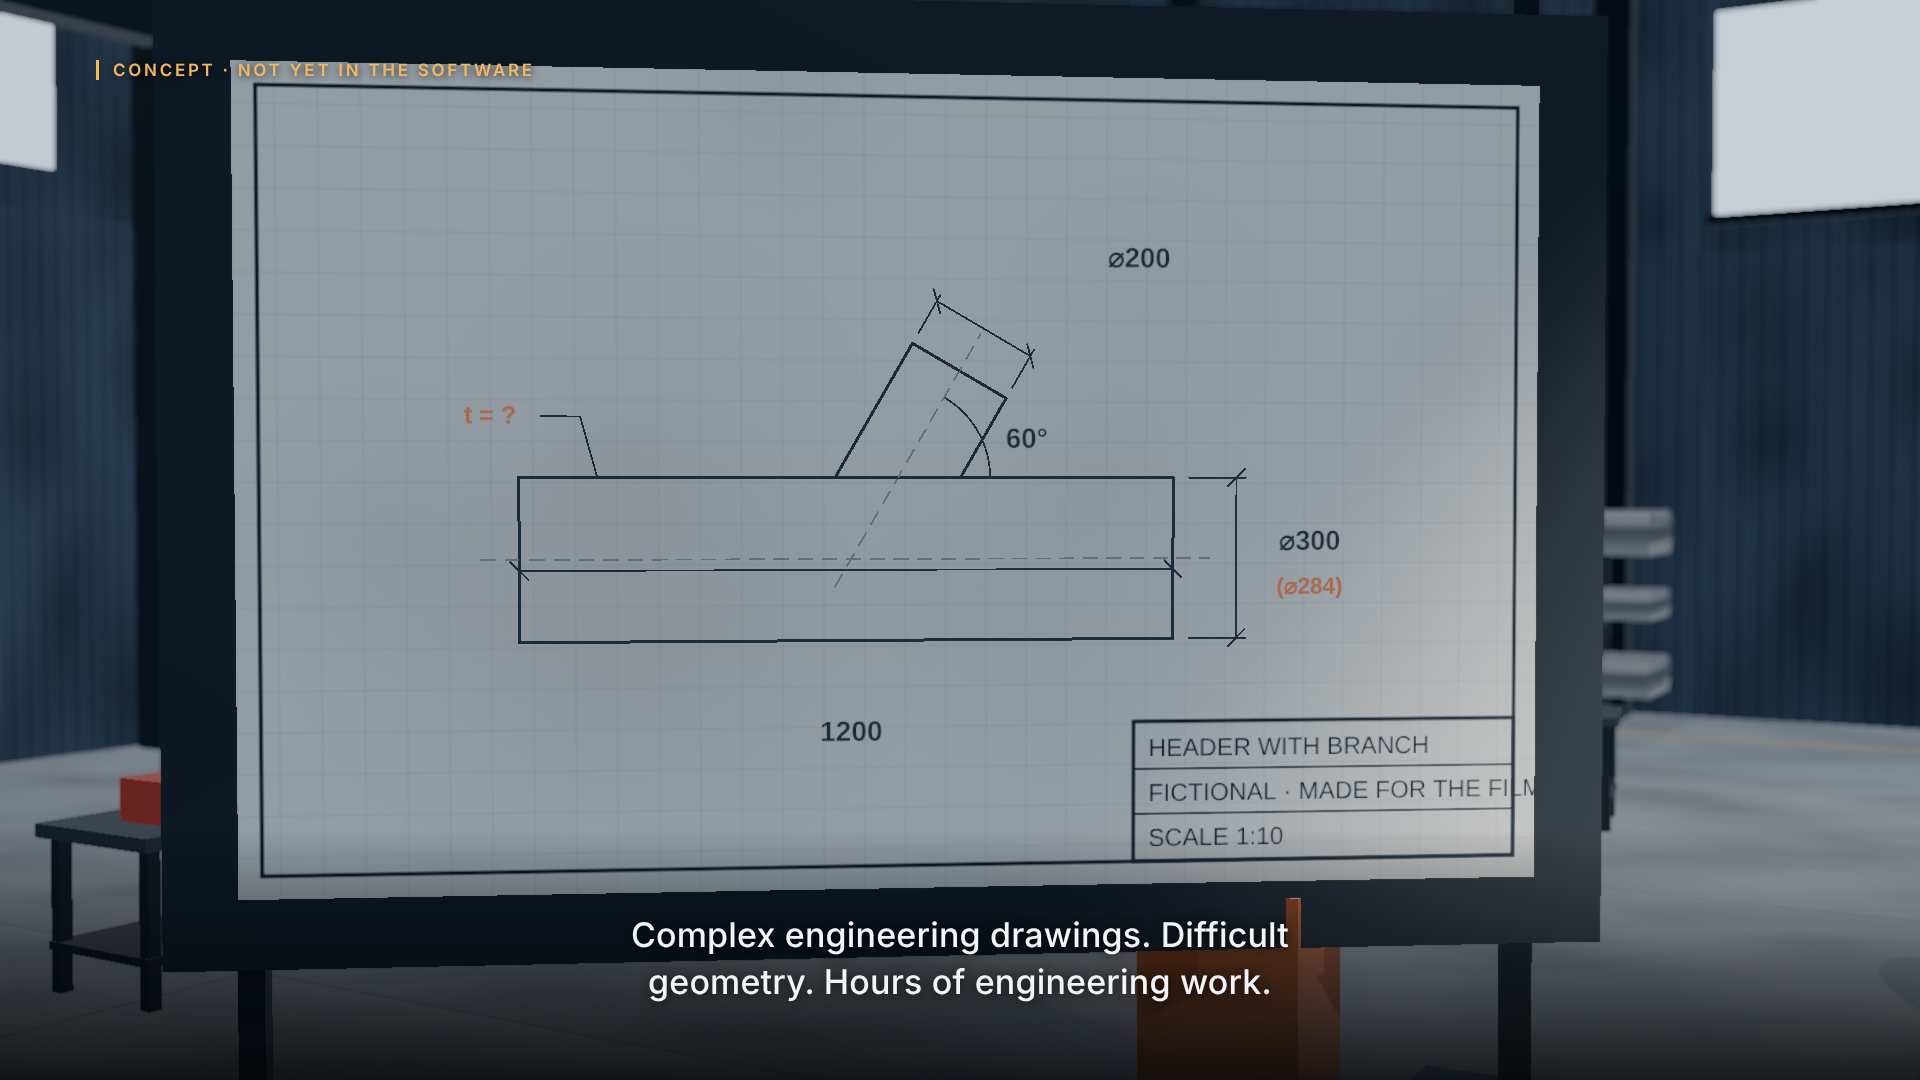 CONCEPT · NOT YET IN THE SOFTWARE
⌀200
t = ?
60°
⌀300
(⌀284)
1200
HEADER WITH BRANCH
FICTIONAL · MADE FOR THE FILM
SCALE 1:10
Complex engineering drawings. Difficult
geometry. Hours of engineering work.